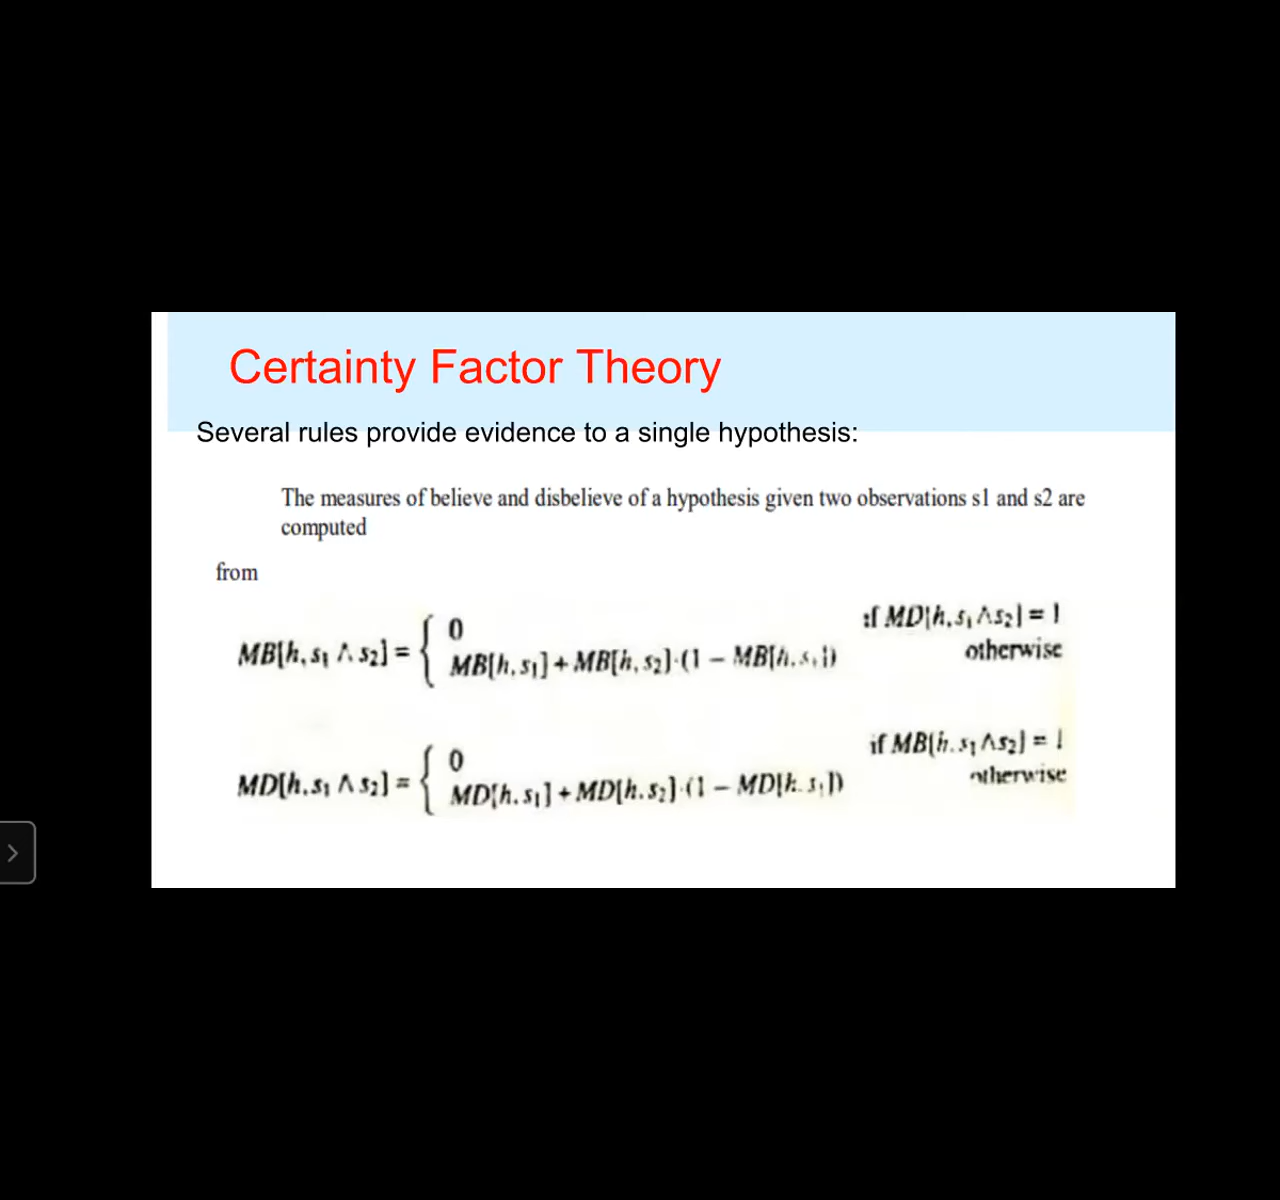 Certainty Factor Theory
Several rules provide evidence to a single hypothesis:
The measures of believe and disbelieve of a hypothesis given two observations s1 and s2 are
computed
from
MB[h, s₁ ∧ s₂] = { 0 if MD[h, s₁ ∧ s₂] = 1
MB[h, s₁] + MB[h, s₂]·(1 − MB[h, s₁]) otherwise
MD[h, s₁ ∧ s₂] = { 0 if MB[h, s₁ ∧ s₂] = 1
MD[h, s₁] + MD[h, s₂]·(1 − MD[h, s₁]) otherwise